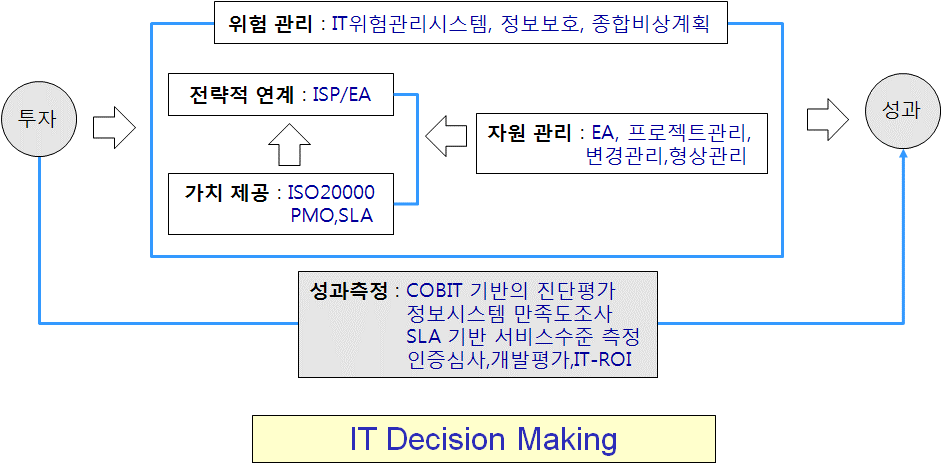 위험 관리 : IT위험관리시스템, 정보보호, 종합비상계획
전략적 연계 : ISP/EA
투자
성과
자원 관리 : EA, 프로젝트관리,
변경관리,형상관리
가치 제공 : ISO20000
PMO,SLA
성과측정 : COBIT 기반의 진단평가
정보시스템 만족도조사
SLA 기반 서비스수준 측정
인증심사,개발평가,IT-ROI
IT Decision Making